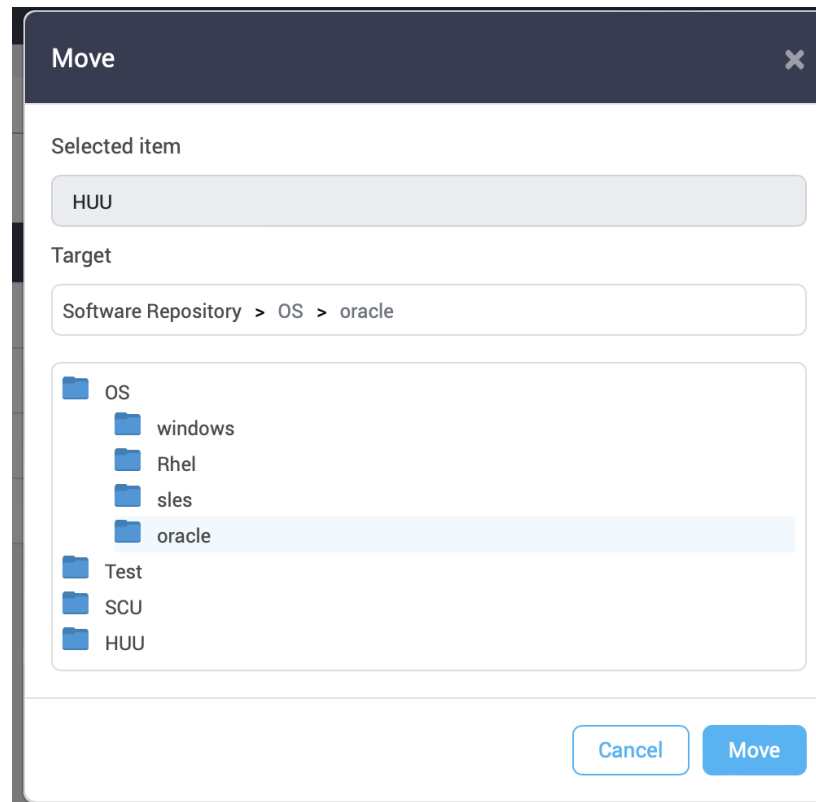 Move
Selected item
HUU
Target
Software Repository > OS > oracle
OS
windows
Rhel
sles
oracle
Test
SCU
HUU
Cancel Move